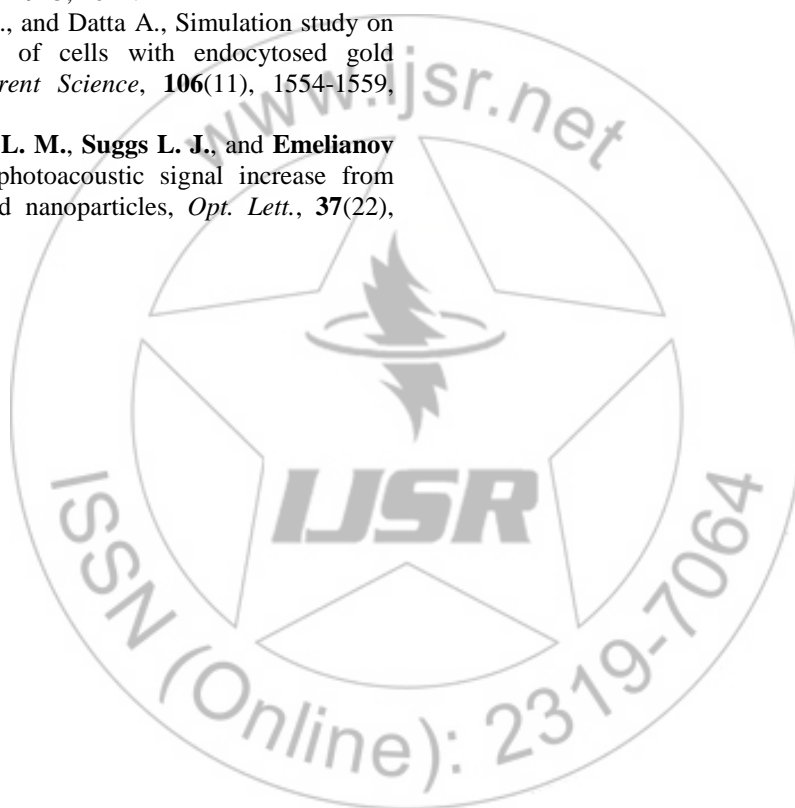 ., and Datta A., Simulation study on
of cells with endocytosed gold
rent Science, 106(11), 1554-1559,
L. M., Suggs L. J., and Emelianov
photoacoustic signal increase from
d nanoparticles, Opt. Lett., 37(22),
www.ijsr.net
IJSR
ISSN (Online): 2319-7064